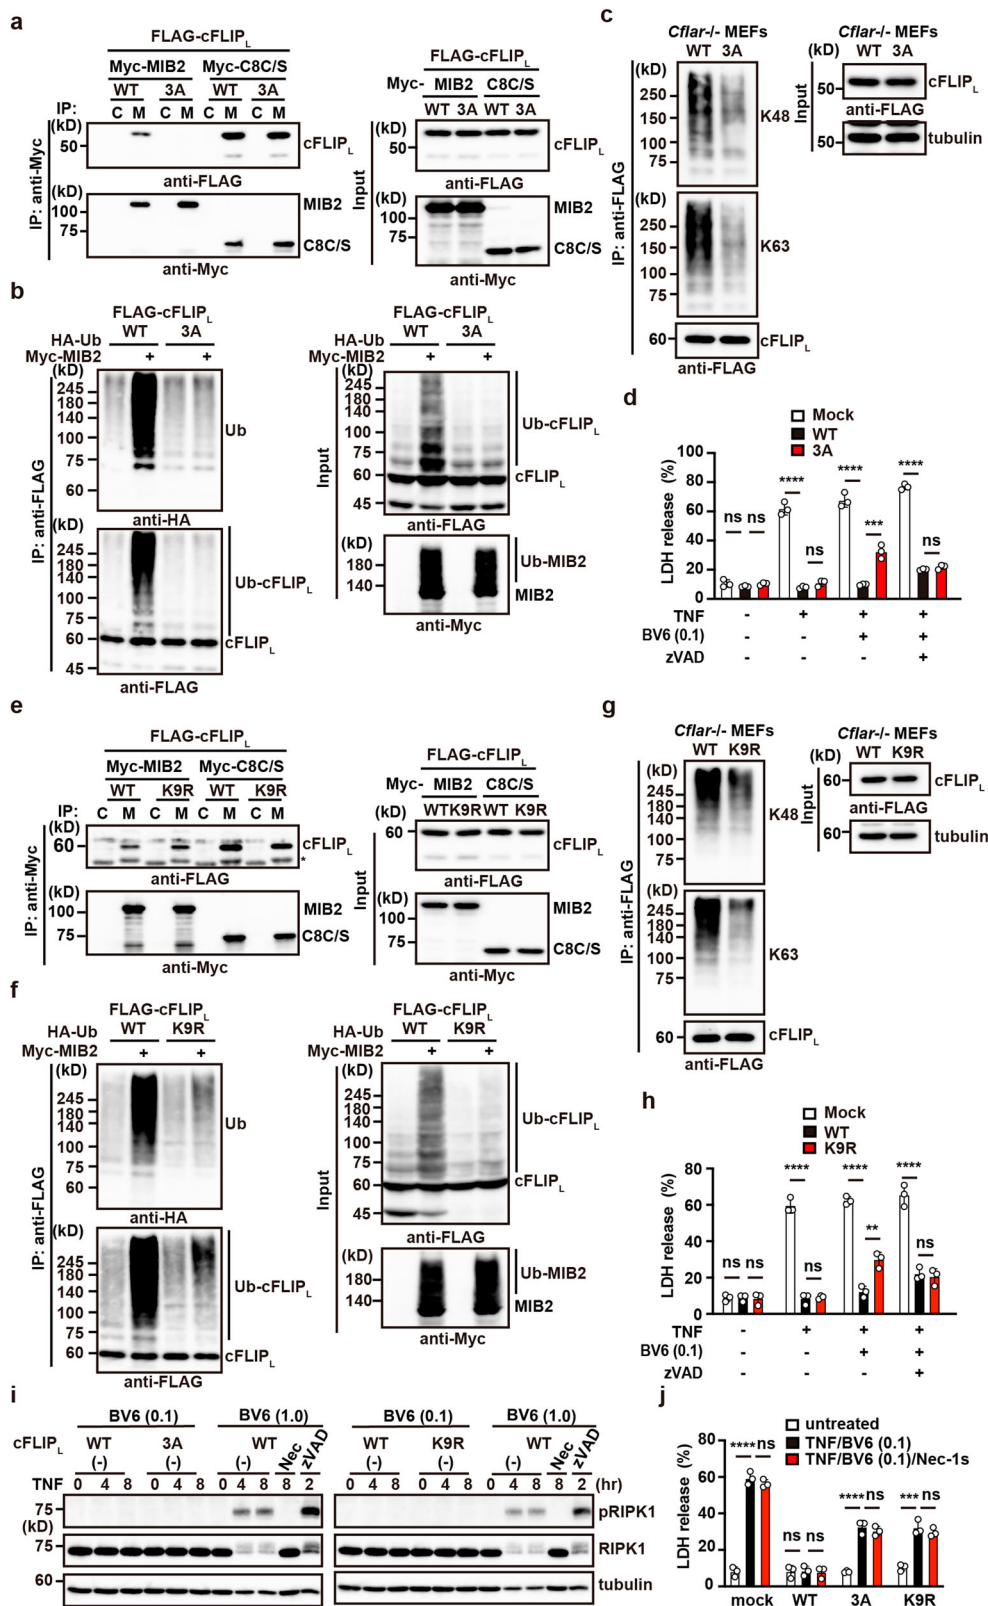 a
FLAG-cFLIPL
Myc-MIB2 Myc-C8C/S
WT 3A WT 3A
IP: C M C M C M C M
(kD)
50
cFLIPL
anti-FLAG
(kD)
100
75
MIB2
C8C/S
anti-Myc
IP: anti-Myc
FLAG-cFLIPL
Myc- MIB2 C8C/S
(kD) WT 3A WT 3A
50
cFLIPL
anti-FLAG
Input
(kD)
100
75
MIB2
C8C/S
anti-Myc
b
FLAG-cFLIPL
HA-Ub WT 3A
Myc-MIB2 + +
(kD)
245
180
140
100
75
60
Ub
anti-HA
IP: anti-FLAG
(kD)
245
180
140
100
75
60
45
Ub-cFLIPL
cFLIPL
anti-FLAG
FLAG-cFLIPL
HA-Ub WT 3A
Myc-MIB2 + +
(kD)
245
180
140
100
75
60
45
Ub-cFLIPL
cFLIPL
anti-FLAG
Input
(kD)
180
140
Ub-MIB2
MIB2
anti-Myc
c
Cflar-/- MEFs
WT 3A
(kD)
250
150
100
75
K48
(kD)
250
150
100
75
K63
IP: anti-FLAG
60
cFLIPL
anti-FLAG
Cflar-/- MEFs
(kD) WT 3A
50
cFLIPL
anti-FLAG
Input
50
tubulin
d
Mock
WT
3A
LDH release (%)
80
60
40
20
0
ns ns
**** ns
**** ***
**** ns
TNF - + + +
BV6 (0.1) - - + +
zVAD - - - +
e
FLAG-cFLIPL
Myc-MIB2 Myc-C8C/S
WT K9R WT K9R
IP: C M C M C M C M
(kD)
60
cFLIPL
*
anti-FLAG
IP: anti-Myc
(kD)
100
75
MIB2
C8C/S
anti-Myc
FLAG-cFLIPL
Myc- MIB2 C8C/S
(kD) WT K9R WT K9R
60
cFLIPL
anti-FLAG
Input
(kD)
100
75
MIB2
C8C/S
anti-Myc
f
FLAG-cFLIPL
HA-Ub WT K9R
Myc-MIB2 + +
(kD)
245
180
140
100
75
60
Ub
anti-HA
IP: anti-FLAG
(kD)
245
180
140
100
75
60
Ub-cFLIPL
cFLIPL
anti-FLAG
FLAG-cFLIPL
HA-Ub WT K9R
Myc-MIB2 + +
(kD)
245
180
140
100
75
60
45
Ub-cFLIPL
cFLIPL
anti-FLAG
Input
(kD)
180
140
Ub-MIB2
MIB2
anti-Myc
g
Cflar-/- MEFs
WT K9R
(kD)
245
180
140
100
75
K48
(kD)
245
180
140
100
75
K63
IP: anti-FLAG
60
cFLIPL
anti-FLAG
Cflar-/- MEFs
(kD) WT K9R
60
cFLIPL
anti-FLAG
Input
60
tubulin
h
Mock
WT
K9R
LDH release (%)
80
60
40
20
0
ns ns
**** ns
**** **
**** ns
TNF - + + +
BV6 (0.1) - - + +
zVAD - - - +
i
BV6 (0.1) BV6 (1.0) BV6 (0.1) BV6 (1.0)
cFLIPL WT 3A WT Nec zVAD WT K9R WT Nec zVAD
(-) (-) (-) (-) (-) (-)
TNF 0 4 8 0 4 8 0 4 8 8 2 0 4 8 0 4 8 0 4 8 8 2 (hr)
75
(kD)
pRIPK1
75
RIPK1
60
tubulin
j
untreated
TNF/BV6 (0.1)
TNF/BV6 (0.1)/Nec-1s
LDH release (%)
80
60
40
20
0
**** ns
ns ns
**** ns
*** ns
mock WT 3A K9R